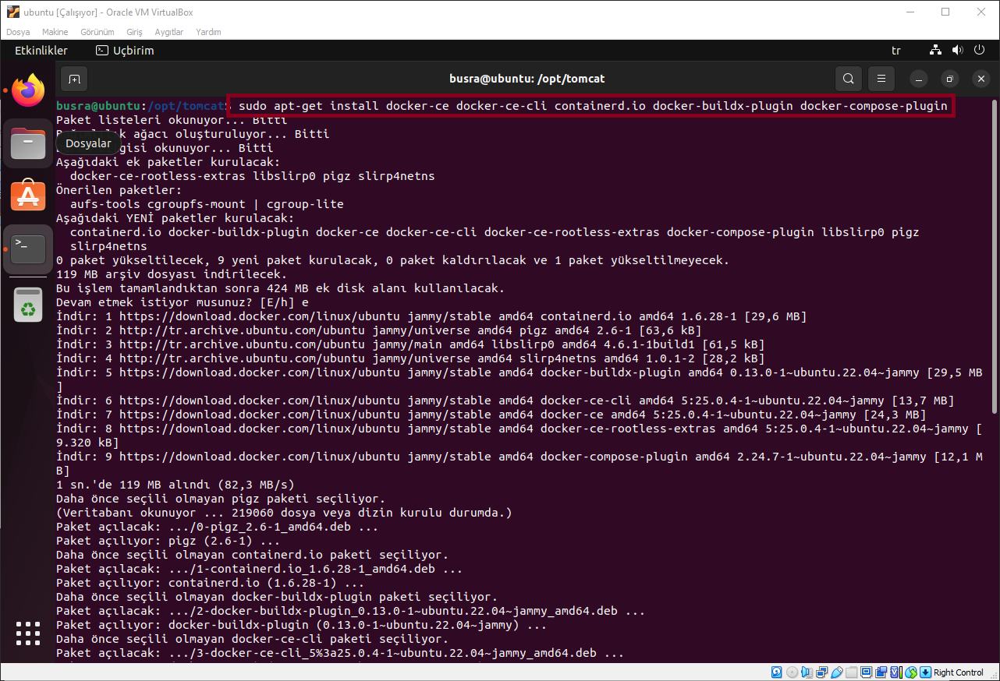 ubuntu [Çalışıyor] - Oracle VM VirtualBox
Dosya Makine Görünüm Giriş Aygıtlar Yardım
Etkinlikler Uçbirim tr
busra@ubuntu: /opt/tomcat
busra@ubuntu:/opt/tomcat$ sudo apt-get install docker-ce docker-ce-cli containerd.io docker-buildx-plugin docker-compose-plugin
Paket listeleri okunuyor... Bitti
ağacı oluşturuluyor... Bitti
Dosyalar
okunuyor... Bitti
Aşağıdaki ek paketler kurulacak:
docker-ce-rootless-extras libslirp0 pigz slirp4netns
Önerilen paketler:
aufs-tools cgroupfs-mount | cgroup-lite
Aşağıdaki YENİ paketler kurulacak:
containerd.io docker-buildx-plugin docker-ce docker-ce-cli docker-ce-rootless-extras docker-compose-plugin libslirp0 pigz
slirp4netns
0 paket yükseltilecek, 9 yeni paket kurulacak, 0 paket kaldırılacak ve 1 paket yükseltilmeyecek.
119 MB arşiv dosyası indirilecek.
Bu işlem tamamlandıktan sonra 424 MB ek disk alanı kullanılacak.
Devam etmek istiyor musunuz? [E/h] e
İndir: 1 https://download.docker.com/linux/ubuntu jammy/stable amd64 containerd.io amd64 1.6.28-1 [29,6 MB]
İndir: 2 http://tr.archive.ubuntu.com/ubuntu jammy/universe amd64 pigz amd64 2.6-1 [63,6 kB]
İndir: 3 http://tr.archive.ubuntu.com/ubuntu jammy/main amd64 libslirp0 amd64 4.6.1-1build1 [61,5 kB]
İndir: 4 http://tr.archive.ubuntu.com/ubuntu jammy/universe amd64 slirp4netns amd64 1.0.1-2 [28,2 kB]
İndir: 5 https://download.docker.com/linux/ubuntu jammy/stable amd64 docker-buildx-plugin amd64 0.13.0-1~ubuntu.22.04~jammy [29,5 MB
]
İndir: 6 https://download.docker.com/linux/ubuntu jammy/stable amd64 docker-ce-cli amd64 5:25.0.4-1~ubuntu.22.04~jammy [13,7 MB]
İndir: 7 https://download.docker.com/linux/ubuntu jammy/stable amd64 docker-ce amd64 5:25.0.4-1~ubuntu.22.04~jammy [24,3 MB]
İndir: 8 https://download.docker.com/linux/ubuntu jammy/stable amd64 docker-ce-rootless-extras amd64 5:25.0.4-1~ubuntu.22.04~jammy [
9.320 kB]
İndir: 9 https://download.docker.com/linux/ubuntu jammy/stable amd64 docker-compose-plugin amd64 2.24.7-1~ubuntu.22.04~jammy [12,1 M
B]
1 sn.'de 119 MB alındı (82,3 MB/s)
Daha önce seçili olmayan pigz paketi seçiliyor.
(Veritabanı okunuyor ... 219060 dosya veya dizin kurulu durumda.)
Paket açılacak: .../0-pigz_2.6-1_amd64.deb ...
Paket açılıyor: pigz (2.6-1) ...
Daha önce seçili olmayan containerd.io paketi seçiliyor.
Paket açılacak: .../1-containerd.io_1.6.28-1_amd64.deb ...
Paket açılıyor: containerd.io (1.6.28-1) ...
Daha önce seçili olmayan docker-buildx-plugin paketi seçiliyor.
Paket açılacak: .../2-docker-buildx-plugin_0.13.0-1~ubuntu.22.04~jammy_amd64.deb ...
Paket açılıyor: docker-buildx-plugin (0.13.0-1~ubuntu.22.04~jammy) ...
Daha önce seçili olmayan docker-ce-cli paketi seçiliyor.
Paket açılacak: .../3-docker-ce-cli_5%3a25.0.4-1~ubuntu.22.04~jammy_amd64.deb ...
Right Control